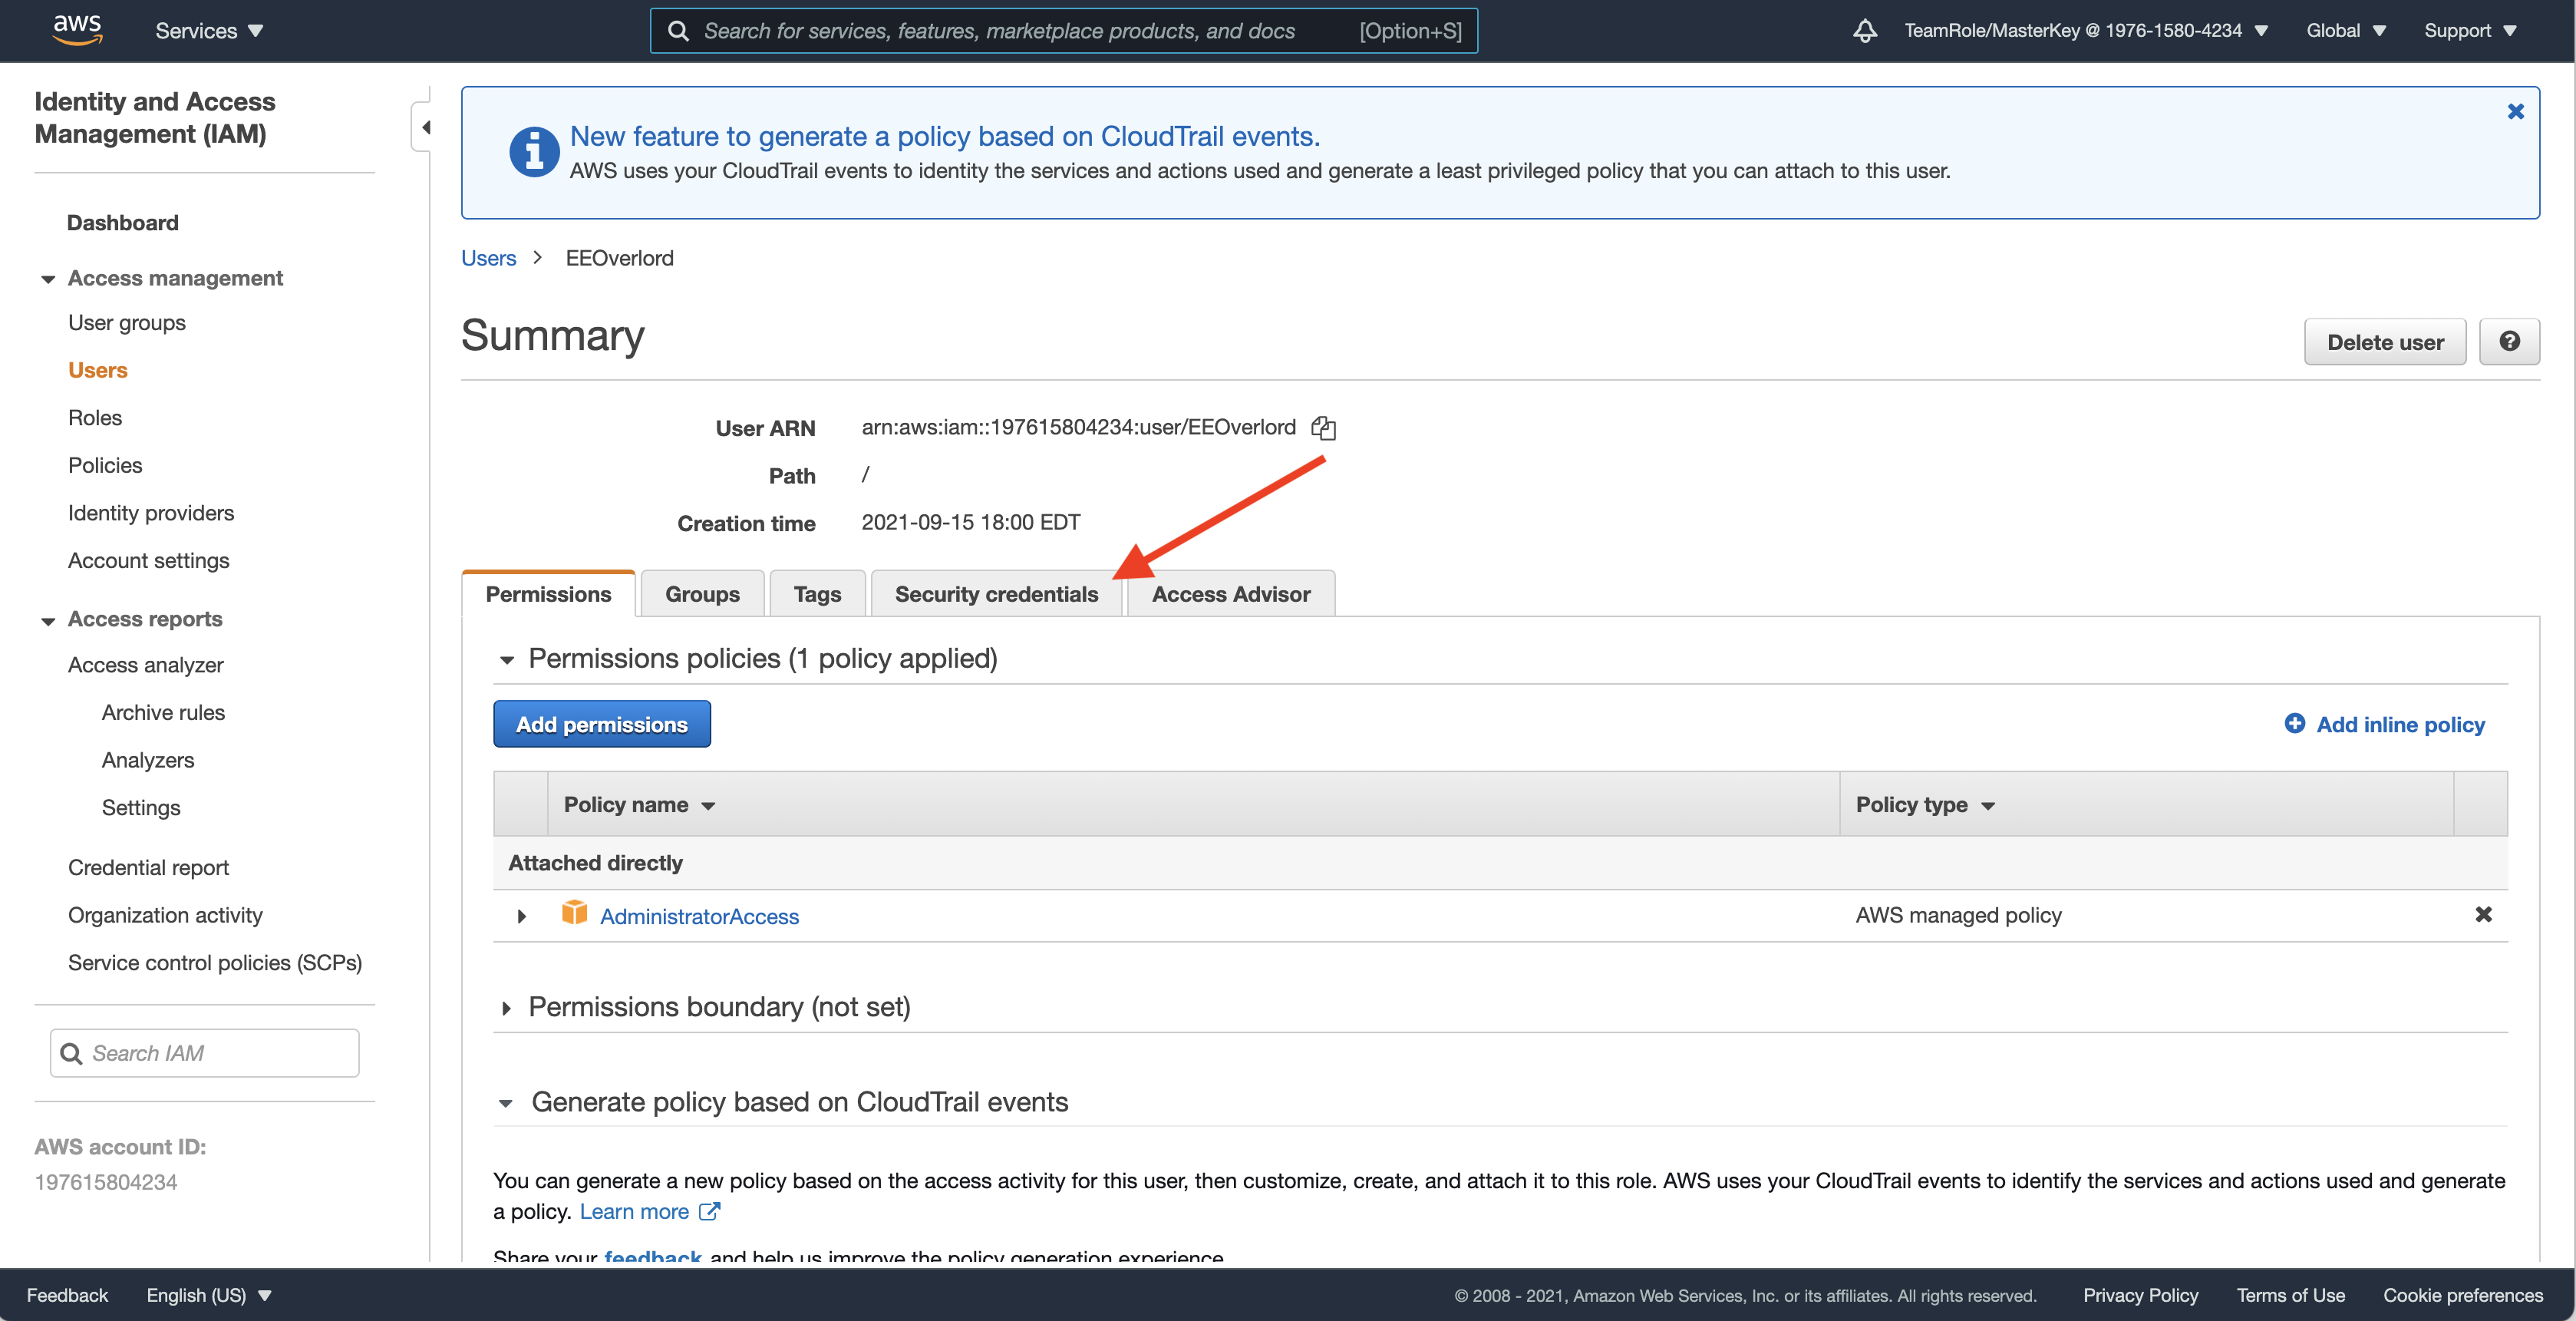 aws
Services
Search for services, features, marketplace products, and docs [Option+S]
TeamRole/MasterKey @ 1976-1580-4234
Global
Support
Identity and Access
Management (IAM)
Dashboard
Access management
User groups
Users
Roles
Policies
Identity providers
Account settings
Access reports
Access analyzer
Archive rules
Analyzers
Settings
Credential report
Organization activity
Service control policies (SCPs)
Search IAM
AWS account ID:
197615804234
New feature to generate a policy based on CloudTrail events.
AWS uses your CloudTrail events to identity the services and actions used and generate a least privileged policy that you can attach to this user.
Users > EEOverlord
Summary
Delete user
?
User ARN arn:aws:iam::197615804234:user/EEOverlord
Path /
Creation time 2021-09-15 18:00 EDT
Permissions Groups Tags Security credentials Access Advisor
Permissions policies (1 policy applied)
Add permissions
Add inline policy
Policy name Policy type
Attached directly
AdministratorAccess AWS managed policy
Permissions boundary (not set)
Generate policy based on CloudTrail events
You can generate a new policy based on the access activity for this user, then customize, create, and attach it to this role. AWS uses your CloudTrail events to identify the services and actions used and generate
a policy. Learn more
Share your feedback and help us improve the policy generation experience
Feedback English (US)
© 2008 - 2021, Amazon Web Services, Inc. or its affiliates. All rights reserved. Privacy Policy Terms of Use Cookie preferences